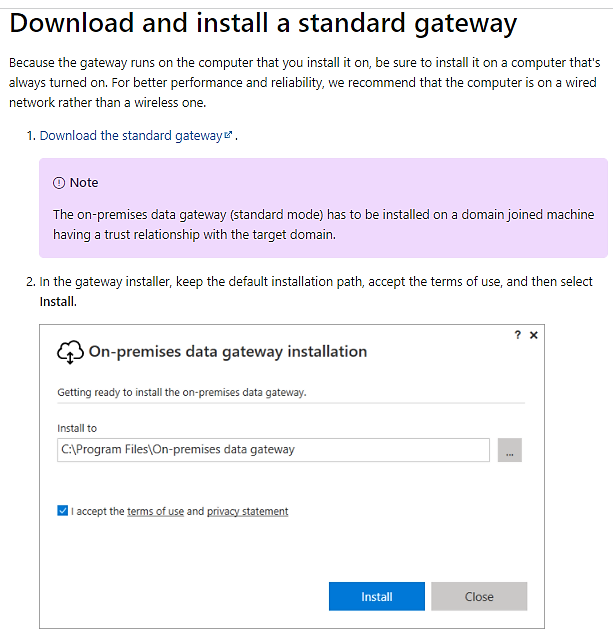 Download and install a standard gateway
Because the gateway runs on the computer that you install it on, be sure to install it on a computer that's
always turned on. For better performance and reliability, we recommend that the computer is on a wired
network rather than a wireless one.
1. Download the standard gateway .
Note
The on-premises data gateway (standard mode) has to be installed on a domain joined machine
having a trust relationship with the target domain.
2. In the gateway installer, keep the default installation path, accept the terms of use, and then select
Install.
? ×
On-premises data gateway installation
Getting ready to install the on-premises data gateway.
Install to
C:\Program Files\On-premises data gateway
...
I accept the terms of use and privacy statement
Install Close